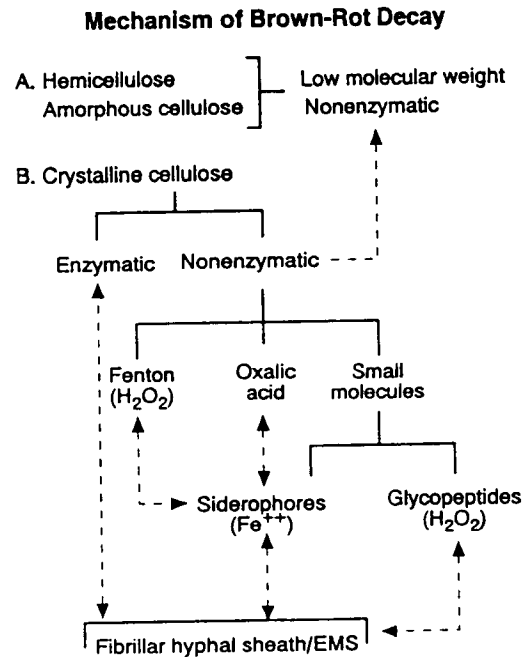 Mechanism of Brown-Rot Decay
A. Hemicellulose
Amorphous cellulose
Low molecular weight
Nonenzymatic
B. Crystalline cellulose
Enzymatic
Nonenzymatic
Fenton
(H₂O₂)
Oxalic
acid
Small
molecules
Siderophores
(Fe⁺⁺)
Glycopeptides
(H₂O₂)
Fibrillar hyphal sheath/EMS